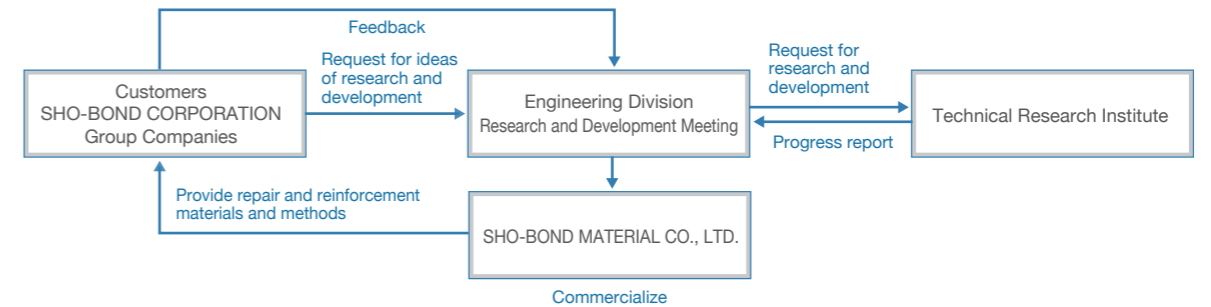 Feedback
Request for ideas
of research and
development
Request for
research and
development
Customers
SHO-BOND CORPORATION
Group Companies
Engineering Division
Research and Development Meeting
Technical Research Institute
Progress report
Provide repair and reinforcement
materials and methods
SHO-BOND MATERIAL CO., LTD.
Commercialize